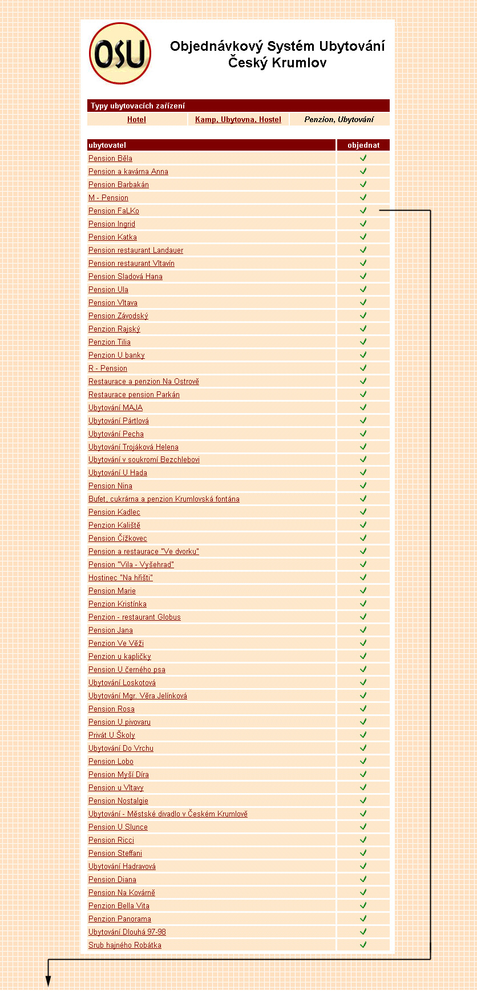 OSU
Objednávkový Systém Ubytování
Český Krumlov
Typy ubytovacích zařízení
Hotel Kamp, Ubytovna, Hostel Penzion, Ubytování
ubytovatel objednat
Pension Běla
Pension a kavárna Anna
Pension Barbakán
M - Pension
Pension FaLKo
Pension Ingrid
Pension Katka
Pension restaurant Landauer
Pension restaurant Vltavín
Pension Sladová Hana
Pension Ula
Pension Vltava
Pension Závodský
Penzion Rajský
Penzion Tilia
Penzion U banky
R - Pension
Restaurace a penzion Na Ostrově
Restaurace pension Parkán
Ubytování MAJA
Ubytování Pártlová
Ubytování Pecha
Ubytování Trojáková Helena
Ubytování v soukromí Bezchlebovi
Ubytování U Hada
Pension Nina
Bufet, cukrárna a penzion Krumlovská fontána
Pension Kadlec
Penzion Kaliště
Pension Čížkovec
Pension a restaurace "Ve dvorku"
Pension "Vila - Vyšehrad"
Hostinec "Na hřišti"
Pension Marie
Penzion Kristínka
Penzion - restaurant Globus
Pension Jana
Penzion Ve Věži
Penzion u kapličky
Pension U černého psa
Ubytování Loskotová
Ubytování Mgr. Věra Jelínková
Pension Rosa
Pension U pivovaru
Privát U Školy
Ubytování Do Vrchu
Pension Lobo
Pension Myší Díra
Pension u Vltavy
Pension Nostalgie
Ubytování - Městské divadlo v Českém Krumlově
Pension U Slunce
Pension Ricci
Pension Steffani
Ubytování Hadravová
Pension Diana
Pension Na Kovárně
Penzion Bella Vita
Penzion Panorama
Ubytování Dlouhá 97-98
Srub hajného Robátka